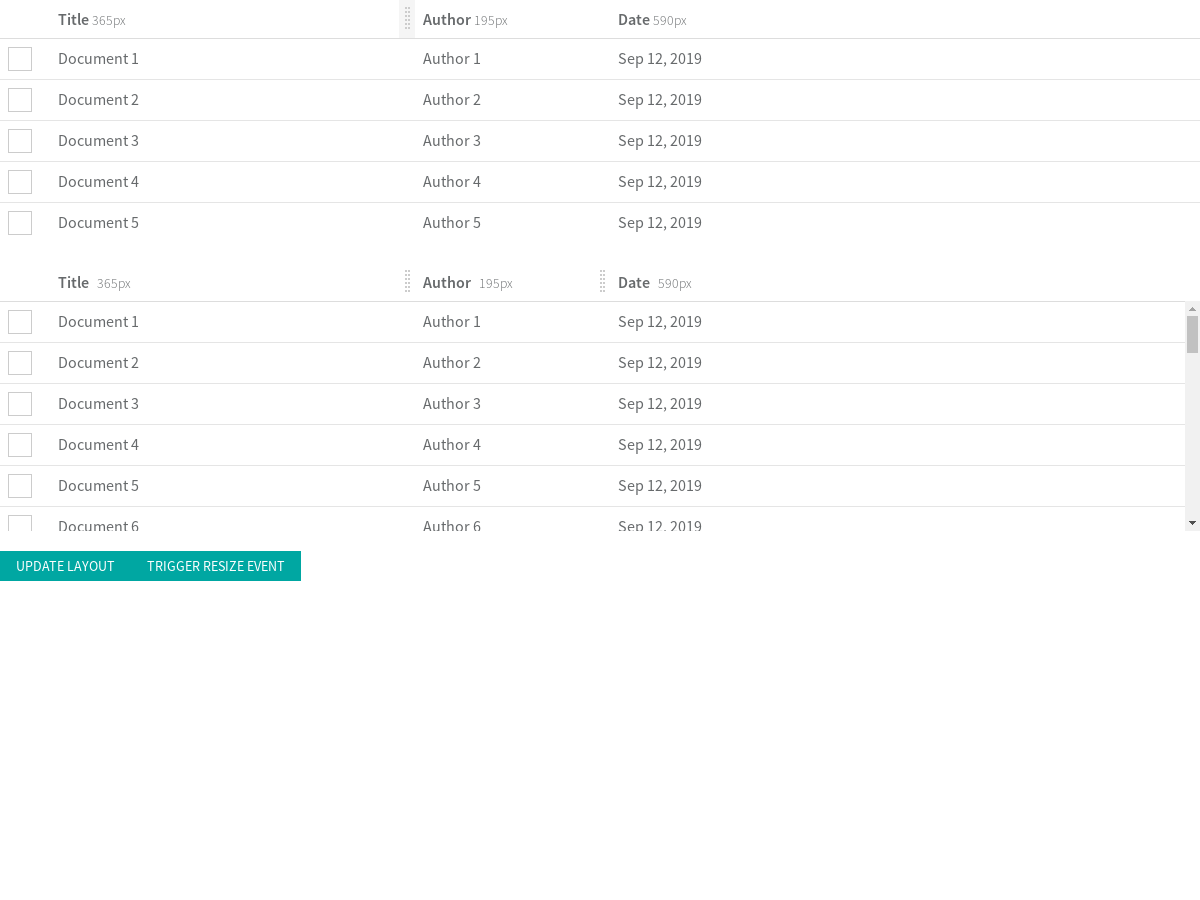 Title 365px Author 195px Date 590px
Document 1 Author 1 Sep 12, 2019
Document 2 Author 2 Sep 12, 2019
Document 3 Author 3 Sep 12, 2019
Document 4 Author 4 Sep 12, 2019
Document 5 Author 5 Sep 12, 2019
Title 365px Author 195px Date 590px
Document 1 Author 1 Sep 12, 2019
Document 2 Author 2 Sep 12, 2019
Document 3 Author 3 Sep 12, 2019
Document 4 Author 4 Sep 12, 2019
Document 5 Author 5 Sep 12, 2019
Document 6 Author 6 Sep 12, 2019
UPDATE LAYOUT TRIGGER RESIZE EVENT